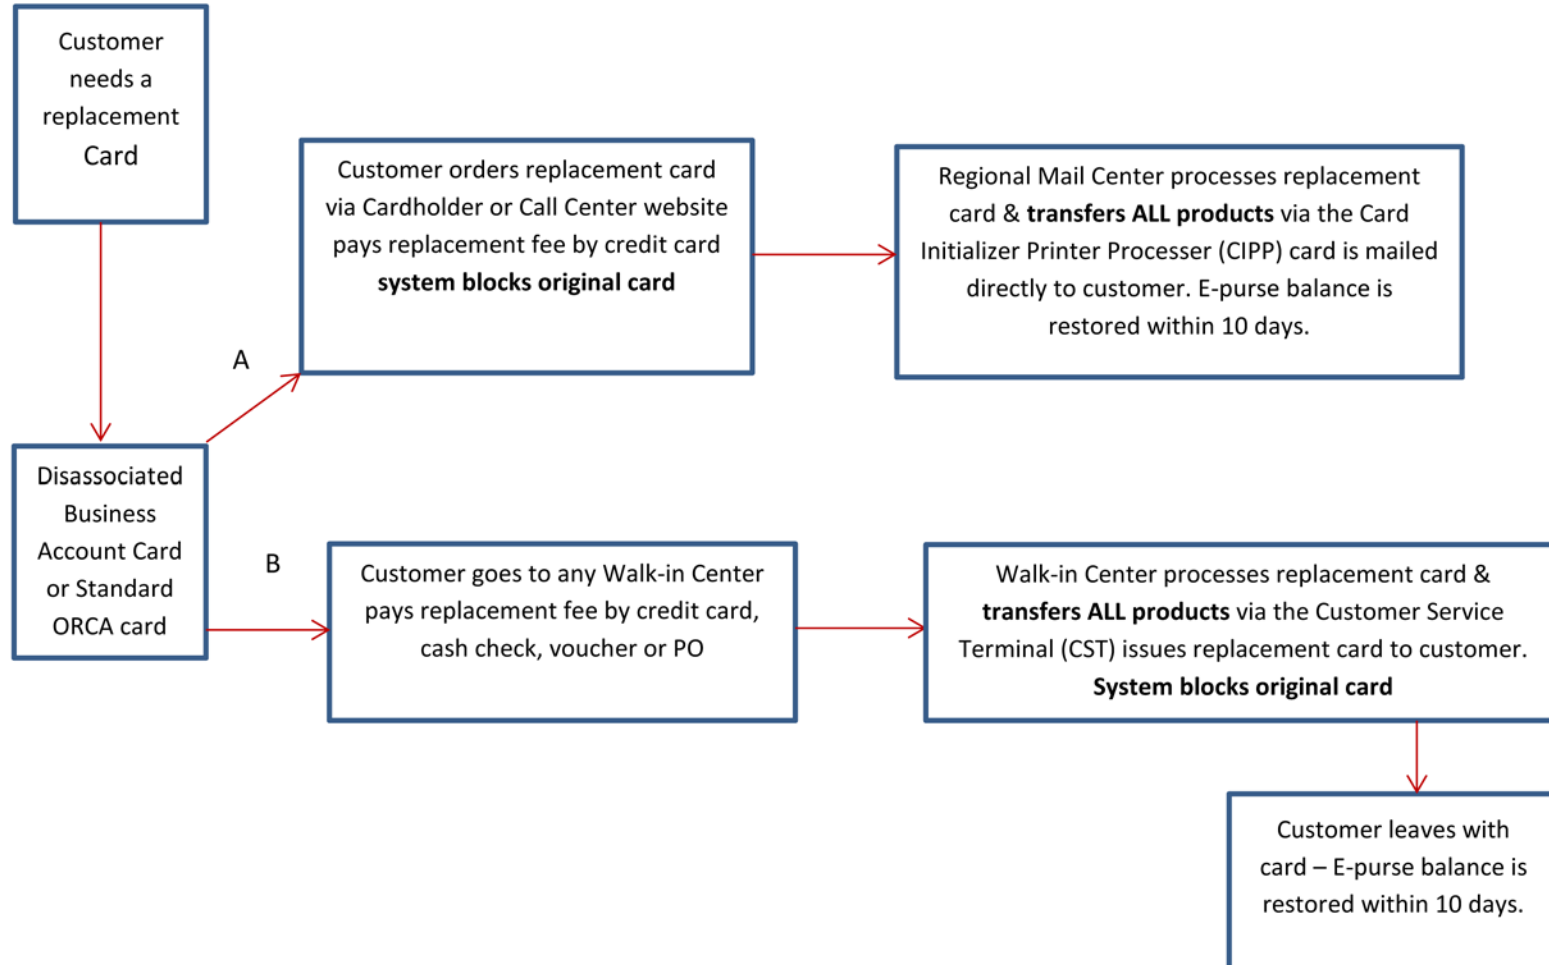 Customer
needs a
replacement
Card
Customer orders replacement card
via Cardholder or Call Center website
pays replacement fee by credit card
system blocks original card
Regional Mail Center processes replacement
card & transfers ALL products via the Card
Initializer Printer Processer (CIPP) card is mailed
directly to customer. E-purse balance is
restored within 10 days.
A
Disassociated
Business
Account Card
or Standard
ORCA card
B
Customer goes to any Walk-in Center
pays replacement fee by credit card,
cash check, voucher or PO
Walk-in Center processes replacement card &
transfers ALL products via the Customer Service
Terminal (CST) issues replacement card to customer.
System blocks original card
Customer leaves with
card – E-purse balance is
restored within 10 days.